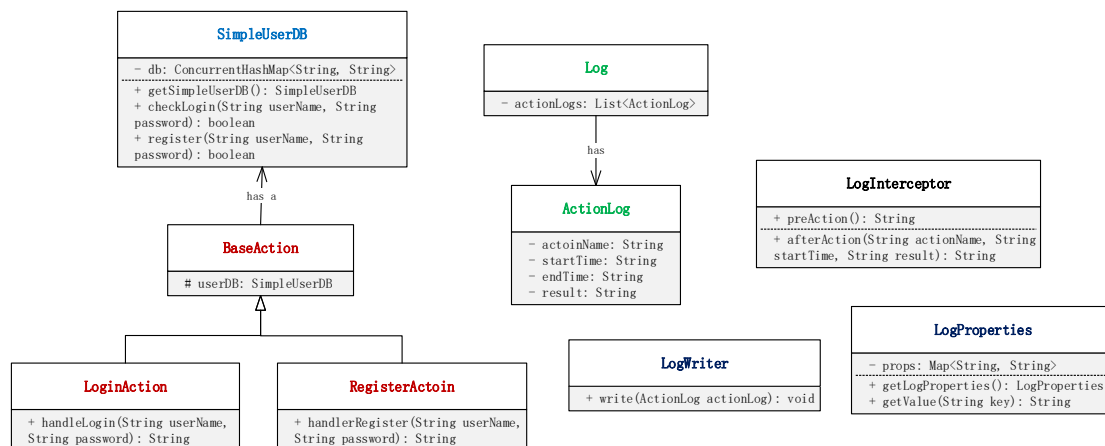 SimpleUserDB
- db: ConcurrentHashMap<String, String>
+ getSimpleUserDB(): SimpleUserDB
+ checkLogin(String userName, String
password): boolean
+ register(String userName, String
password): boolean
has a
BaseAction
# userDB: SimpleUserDB
LoginAction
+ handleLogin(String userName,
String password): String
RegisterActoin
+ handlerRegister(String userName,
String password): String
Log
- actionLogs: List<ActionLog>
has
ActionLog
- actoinName: String
- startTime: String
- endTime: String
- result: String
LogInterceptor
+ preAction(): String
+ afterAction(String actionName, String
startTime, String result): String
LogWriter
+ write(ActionLog actionLog): void
LogProperties
- props: Map<String, String>
+ getLogProperties(): LogProperties
+ getValue(String key): String